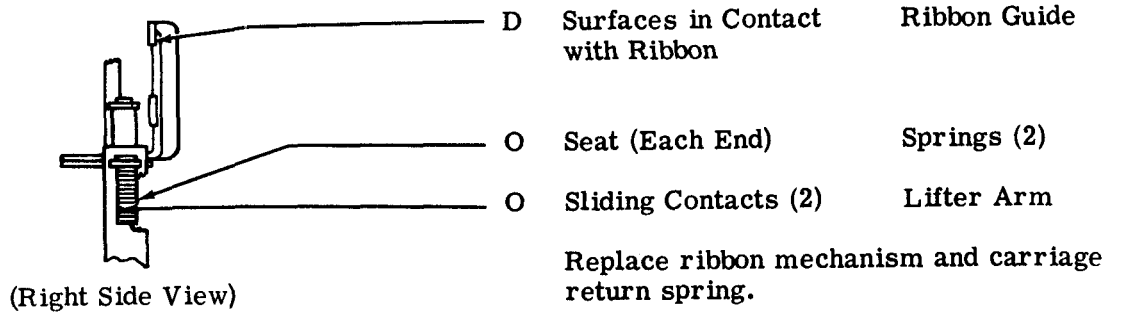 D Surfaces in Contact Ribbon Guide
with Ribbon
O Seat (Each End) Springs (2)
O Sliding Contacts (2) Lifter Arm
Replace ribbon mechanism and carriage
return spring.
(Right Side View)